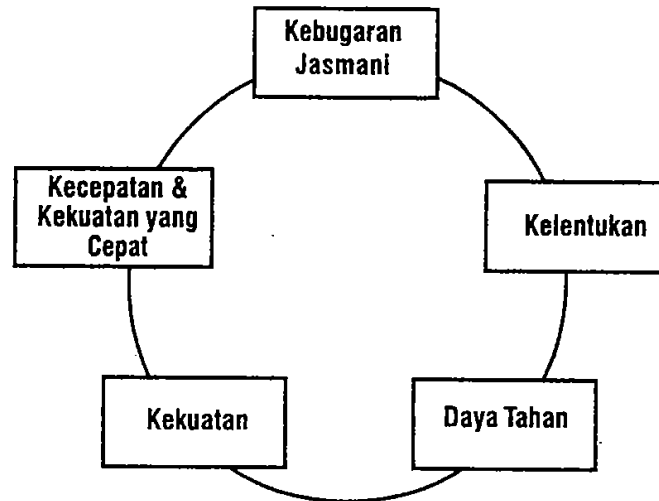 Kebugaran
Jasmani
Kecepatan &
Kekuatan yang
Cepat
Kelentukan
Kekuatan
Daya Tahan